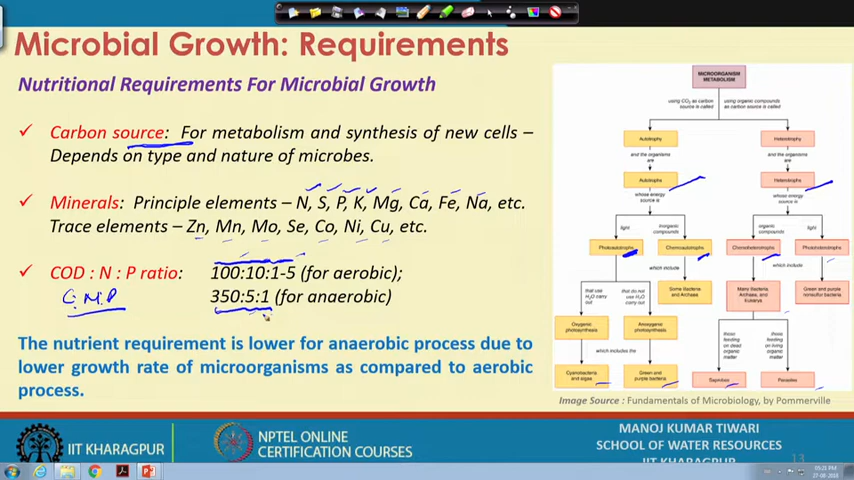 Microbial Growth: Requirements
Nutritional Requirements For Microbial Growth
✓ Carbon source: For metabolism and synthesis of new cells –
Depends on type and nature of microbes.
✓ Minerals: Principle elements – N, S, P, K, Mg, Ca, Fe, Na, etc.
Trace elements – Zn, Mn, Mo, Se, Co, Ni, Cu, etc.
✓ COD : N : P ratio: 100:10:1-5 (for aerobic);
C:N:P 350:5:1 (for anaerobic)
The nutrient requirement is lower for anaerobic process due to
lower growth rate of microorganisms as compared to aerobic
process.
MICROORGANISM
METABOLISM
using CO2 as carbon
source is called
using organic compounds
as carbon source is called
Autotrophy
Heterotrophy
and the organisms
are
and the organisms
are
Autotrophs
Heterotrophs
whose energy
source is
whose energy
source is
light
inorganic
compounds
organic
compounds
light
Photoautotrophs
Chemoautotrophs
Chemoheterotrophs
Photoheterotrophs
which include
which include
that use
H2O carry
out
that do not use
H2O carry
out
Some Bacteria
and Archaea
Many Bacteria,
Archaea, and
Eukarya
Green and purple
nonsulfur bacteria
Oxygenic
photosynthesis
Anoxygenic
photosynthesis
those
feeding
on dead
organic
matter
those
feeding
on living
organic
matter
which includes the
Cyanobacteria
and algae
Green and
purple bacteria
Saprobes
Parasites
Image Source : Fundamentals of Microbiology, by Pommerville
IIT KHARAGPUR
NPTEL ONLINE
CERTIFICATION COURSES
MANOJ KUMAR TIWARI
SCHOOL OF WATER RESOURCES
IIT KHARAGPUR
13
05:21 PM